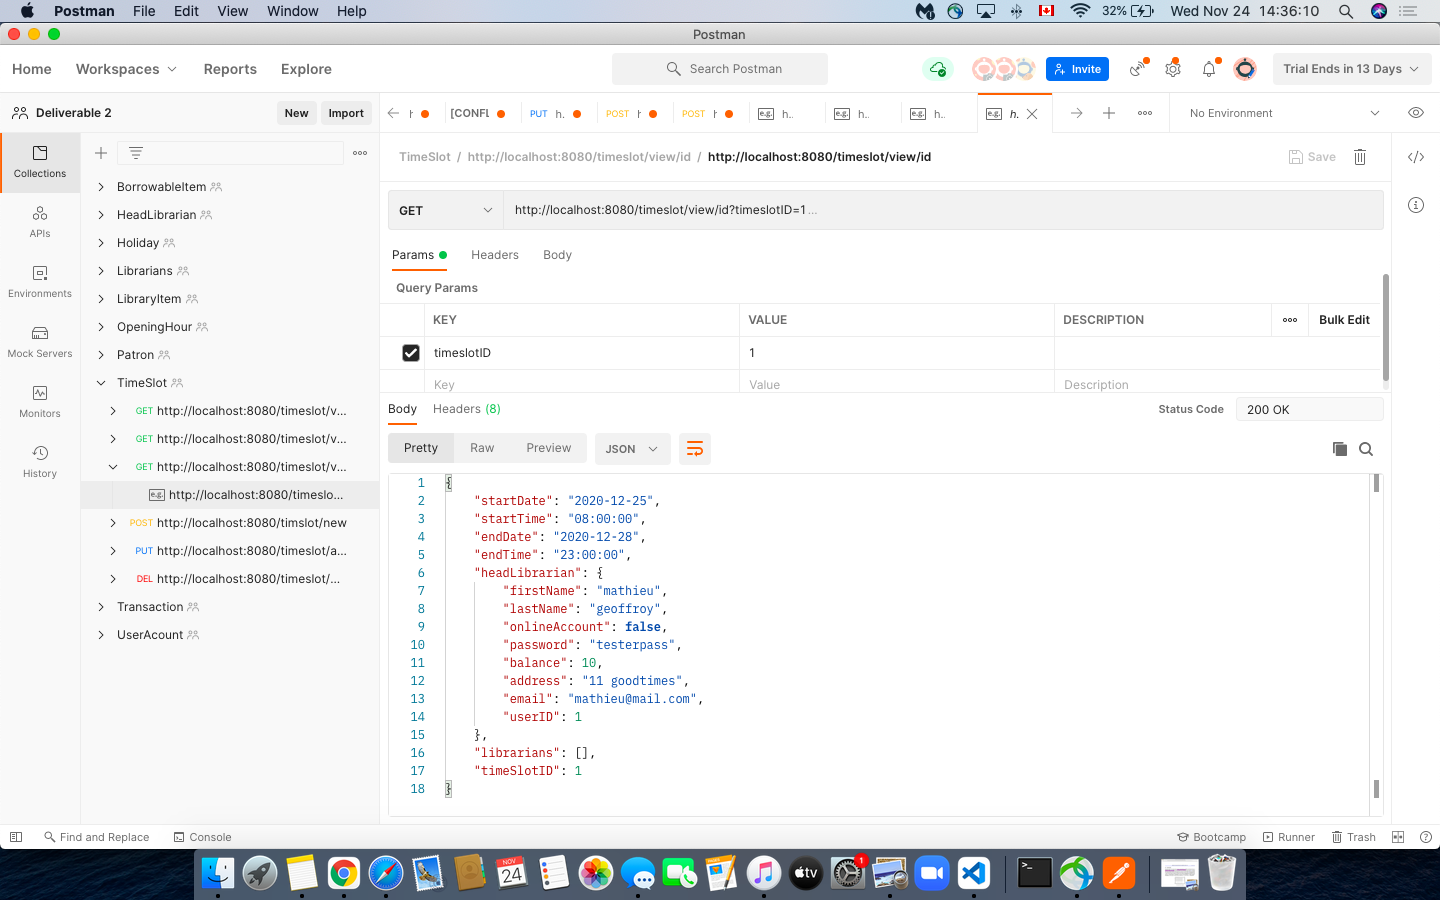 Postman File Edit View Window Help 32% Wed Nov 24 14:36:10
Postman
Home Workspaces Reports Explore Search Postman Invite Trial Ends in 13 Days
Deliverable 2 New Import
h [CONFL PUT h. POST h POST h e.g. h.. e.g. h.. e.g. h.. e.g. h. No Environment
Collections
APIs
Environments
Mock Servers
Monitors
History
BorrowableItem
HeadLibrarian
Holiday
Librarians
LibraryItem
OpeningHour
Patron
TimeSlot
GET http://localhost:8080/timeslot/v...
GET http://localhost:8080/timeslot/v...
GET http://localhost:8080/timeslot/v...
e.g. http://localhost:8080/timeslo...
POST http://localhost:8080/timslot/new
PUT http://localhost:8080/timeslot/a...
DEL http://localhost:8080/timeslot/...
Transaction
UserAcount
TimeSlot / http://localhost:8080/timeslot/view/id / http://localhost:8080/timeslot/view/id Save
GET http://localhost:8080/timeslot/view/id?timeslotID=1 ...
Params Headers Body
Query Params
KEY VALUE DESCRIPTION Bulk Edit
timeslotID 1
Key Value Description
Body Headers (8) Status Code 200 OK
Pretty Raw Preview JSON
1 {
2 "startDate": "2020-12-25",
3 "startTime": "08:00:00",
4 "endDate": "2020-12-28",
5 "endTime": "23:00:00",
6 "headLibrarian": {
7 "firstName": "mathieu",
8 "lastName": "geoffroy",
9 "onlineAccount": false,
10 "password": "testerpass",
11 "balance": 10,
12 "address": "11 goodtimes",
13 "email": "mathieu@mail.com",
14 "userID": 1
15 },
16 "librarians": [],
17 "timeSlotID": 1
18 }
Find and Replace Console Bootcamp Runner Trash
NOV 24 tv 1